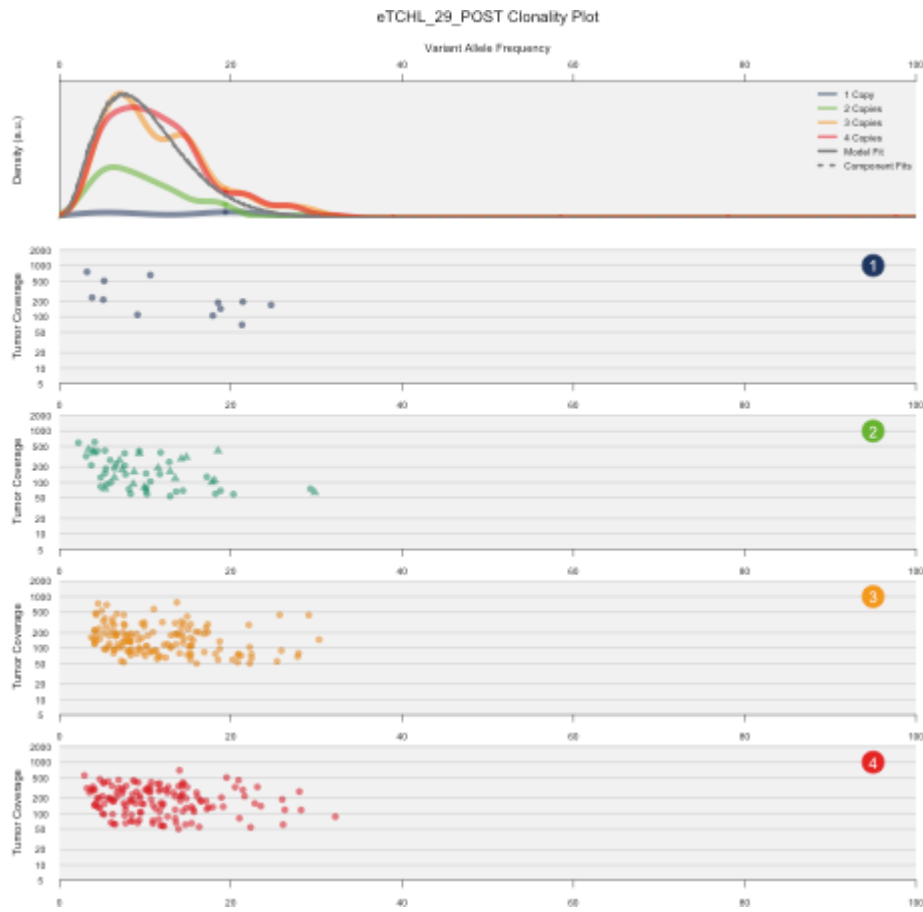 eTCHL_29_POST Clonality Plot
Variant Allele Frequency
0 20 40 60 80 100
Density (a.u.)
1 Copy
2 Copies
3 Copies
4 Copies
Model Fit
Component Fits
Tumor Coverage
2000
1000
500
200
100
50
20
10
5
1
0 20 40 60 80 100
Tumor Coverage
2000
1000
500
200
100
50
20
10
5
2
0 20 40 60 80 100
Tumor Coverage
2000
1000
500
200
100
50
20
10
5
3
0 20 40 60 80 100
Tumor Coverage
2000
1000
500
200
100
50
20
10
5
4
0 20 40 60 80 100